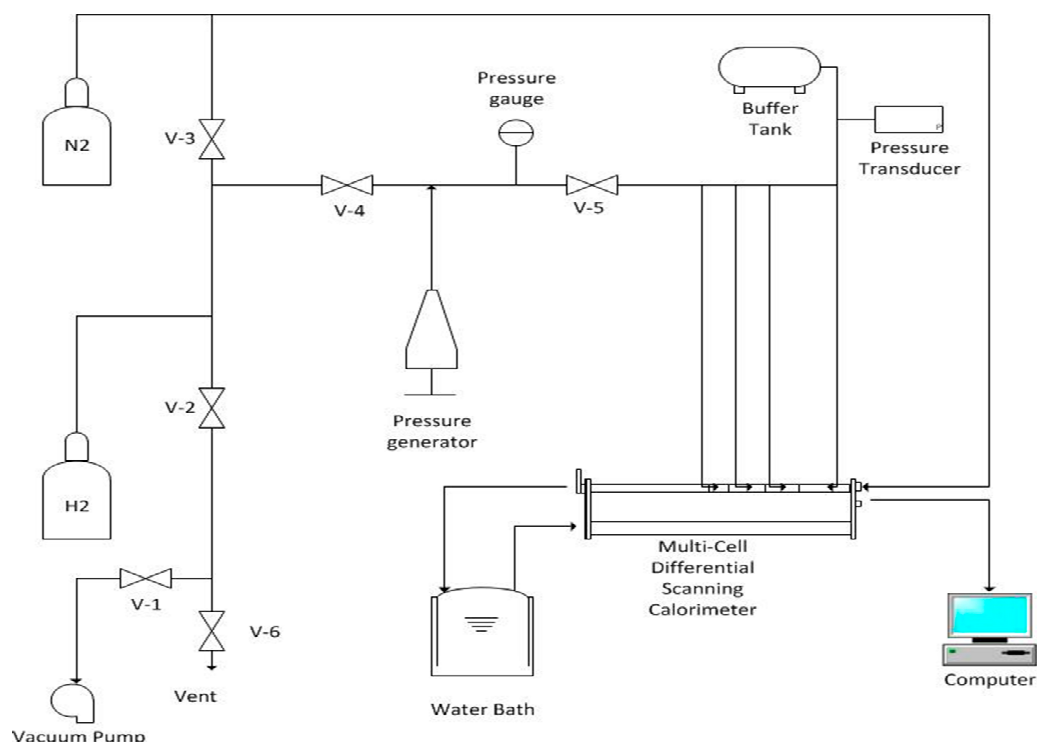 Pressure
gauge
Buffer
Tank
N2
V-3
P
Pressure
Transducer
V-4
V-5
V-2
Pressure
generator
H2
Multi-Cell
Differential
Scanning
Calorimeter
V-1
V-6
Vent
Water Bath
Computer
Vacuum Pump